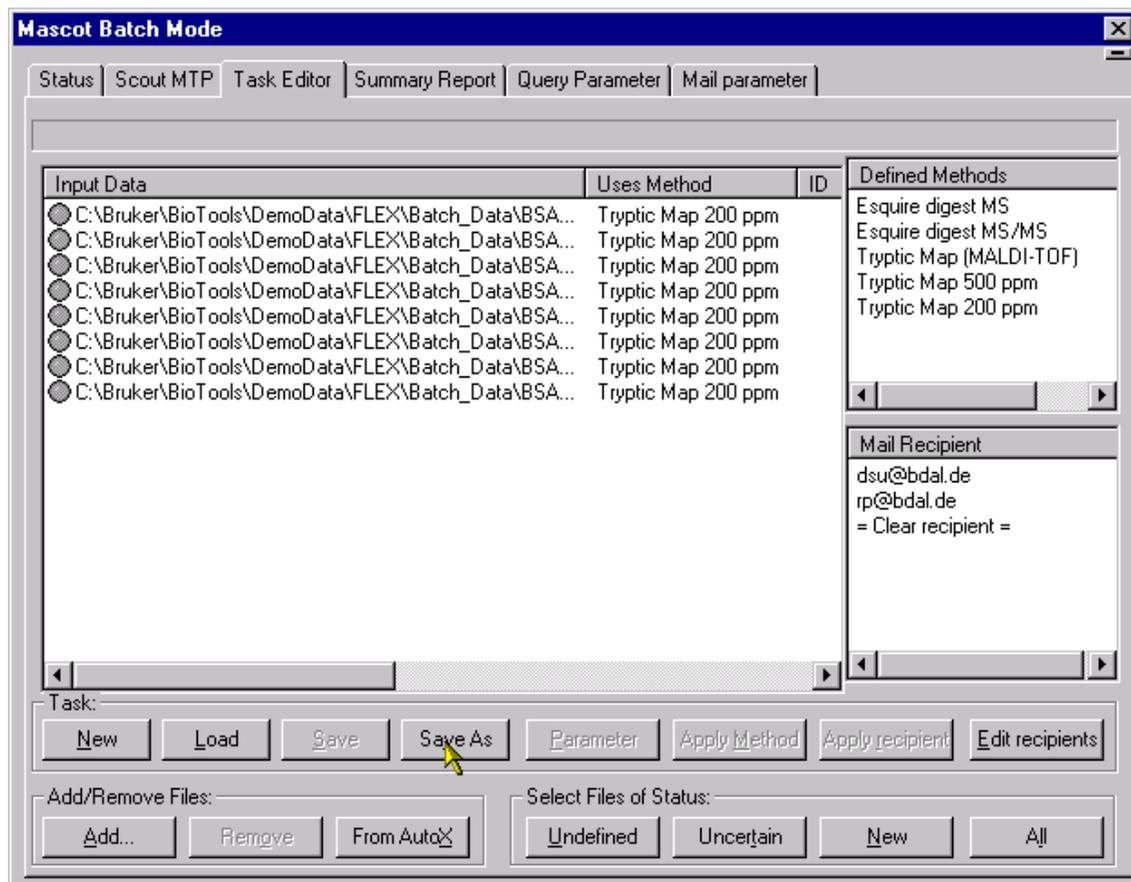 Mascot Batch Mode
Status Scout MTP Task Editor Summary Report Query Parameter Mail parameter
Input Data Uses Method ID
C:\Bruker\BioTools\DemoData\FLEX\Batch_Data\BSA... Tryptic Map 200 ppm
C:\Bruker\BioTools\DemoData\FLEX\Batch_Data\BSA... Tryptic Map 200 ppm
C:\Bruker\BioTools\DemoData\FLEX\Batch_Data\BSA... Tryptic Map 200 ppm
C:\Bruker\BioTools\DemoData\FLEX\Batch_Data\BSA... Tryptic Map 200 ppm
C:\Bruker\BioTools\DemoData\FLEX\Batch_Data\BSA... Tryptic Map 200 ppm
C:\Bruker\BioTools\DemoData\FLEX\Batch_Data\BSA... Tryptic Map 200 ppm
C:\Bruker\BioTools\DemoData\FLEX\Batch_Data\BSA... Tryptic Map 200 ppm
C:\Bruker\BioTools\DemoData\FLEX\Batch_Data\BSA... Tryptic Map 200 ppm
Defined Methods
Esquire digest MS
Esquire digest MS/MS
Tryptic Map (MALDI-TOF)
Tryptic Map 500 ppm
Tryptic Map 200 ppm
Mail Recipient
dsu@bdal.de
rp@bdal.de
= Clear recipient =
Task:
New Load Save Save As Parameter Apply Method Apply recipient Edit recipients
Add/Remove Files:
Add... Remove From AutoX
Select Files of Status:
Undefined Uncertain New All